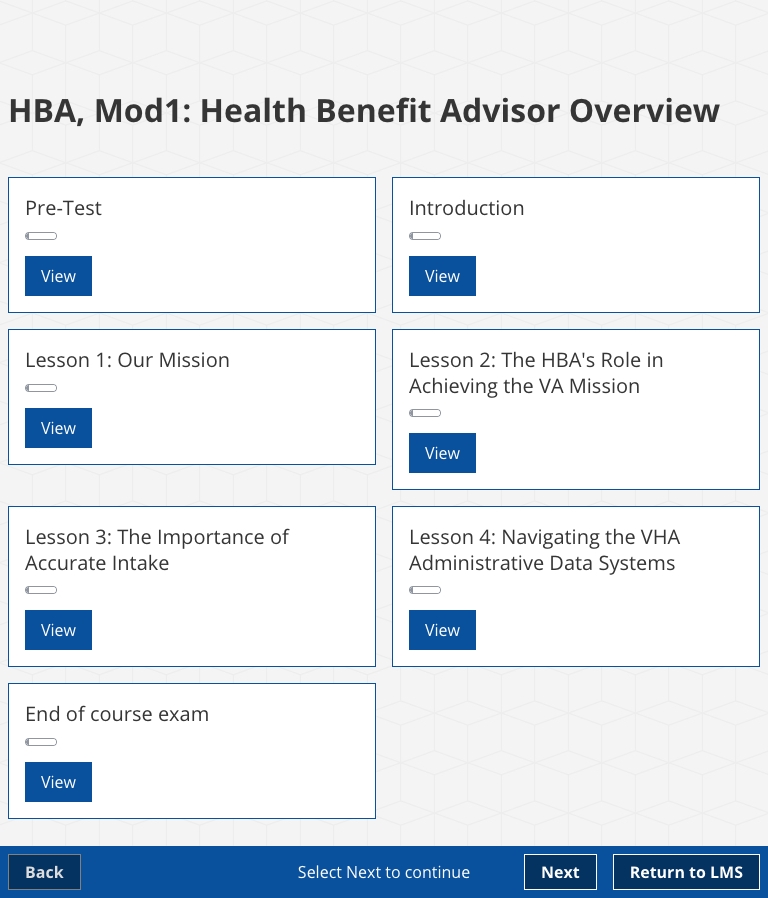 HBA, Mod1: Health Benefit Advisor Overview
Pre-Test
View
Introduction
View
Lesson 1: Our Mission
View
Lesson 2: The HBA's Role in
Achieving the VA Mission
View
Lesson 3: The Importance of
Accurate Intake
View
Lesson 4: Navigating the VHA
Administrative Data Systems
View
End of course exam
View
Back
Select Next to continue
Next
Return to LMS